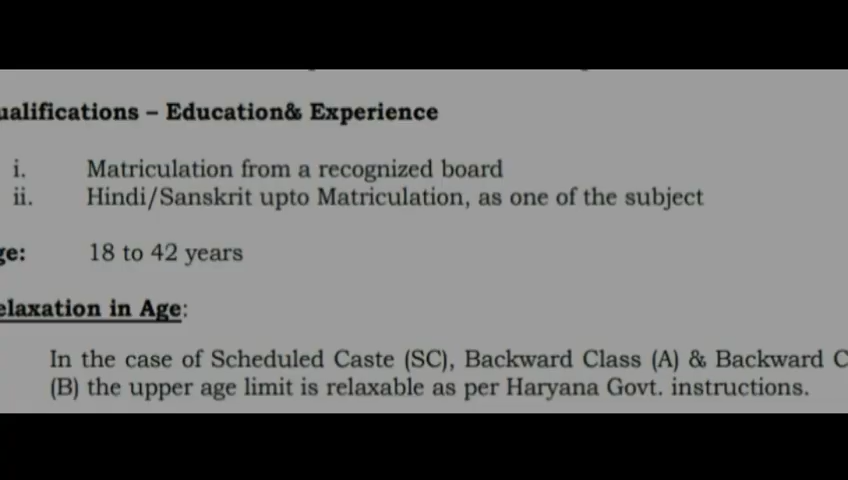 ualifications – Education& Experience
i. Matriculation from a recognized board
ii. Hindi/Sanskrit upto Matriculation, as one of the subject
ge: 18 to 42 years
elaxation in Age:
In the case of Scheduled Caste (SC), Backward Class (A) & Backward C
(B) the upper age limit is relaxable as per Haryana Govt. instructions.